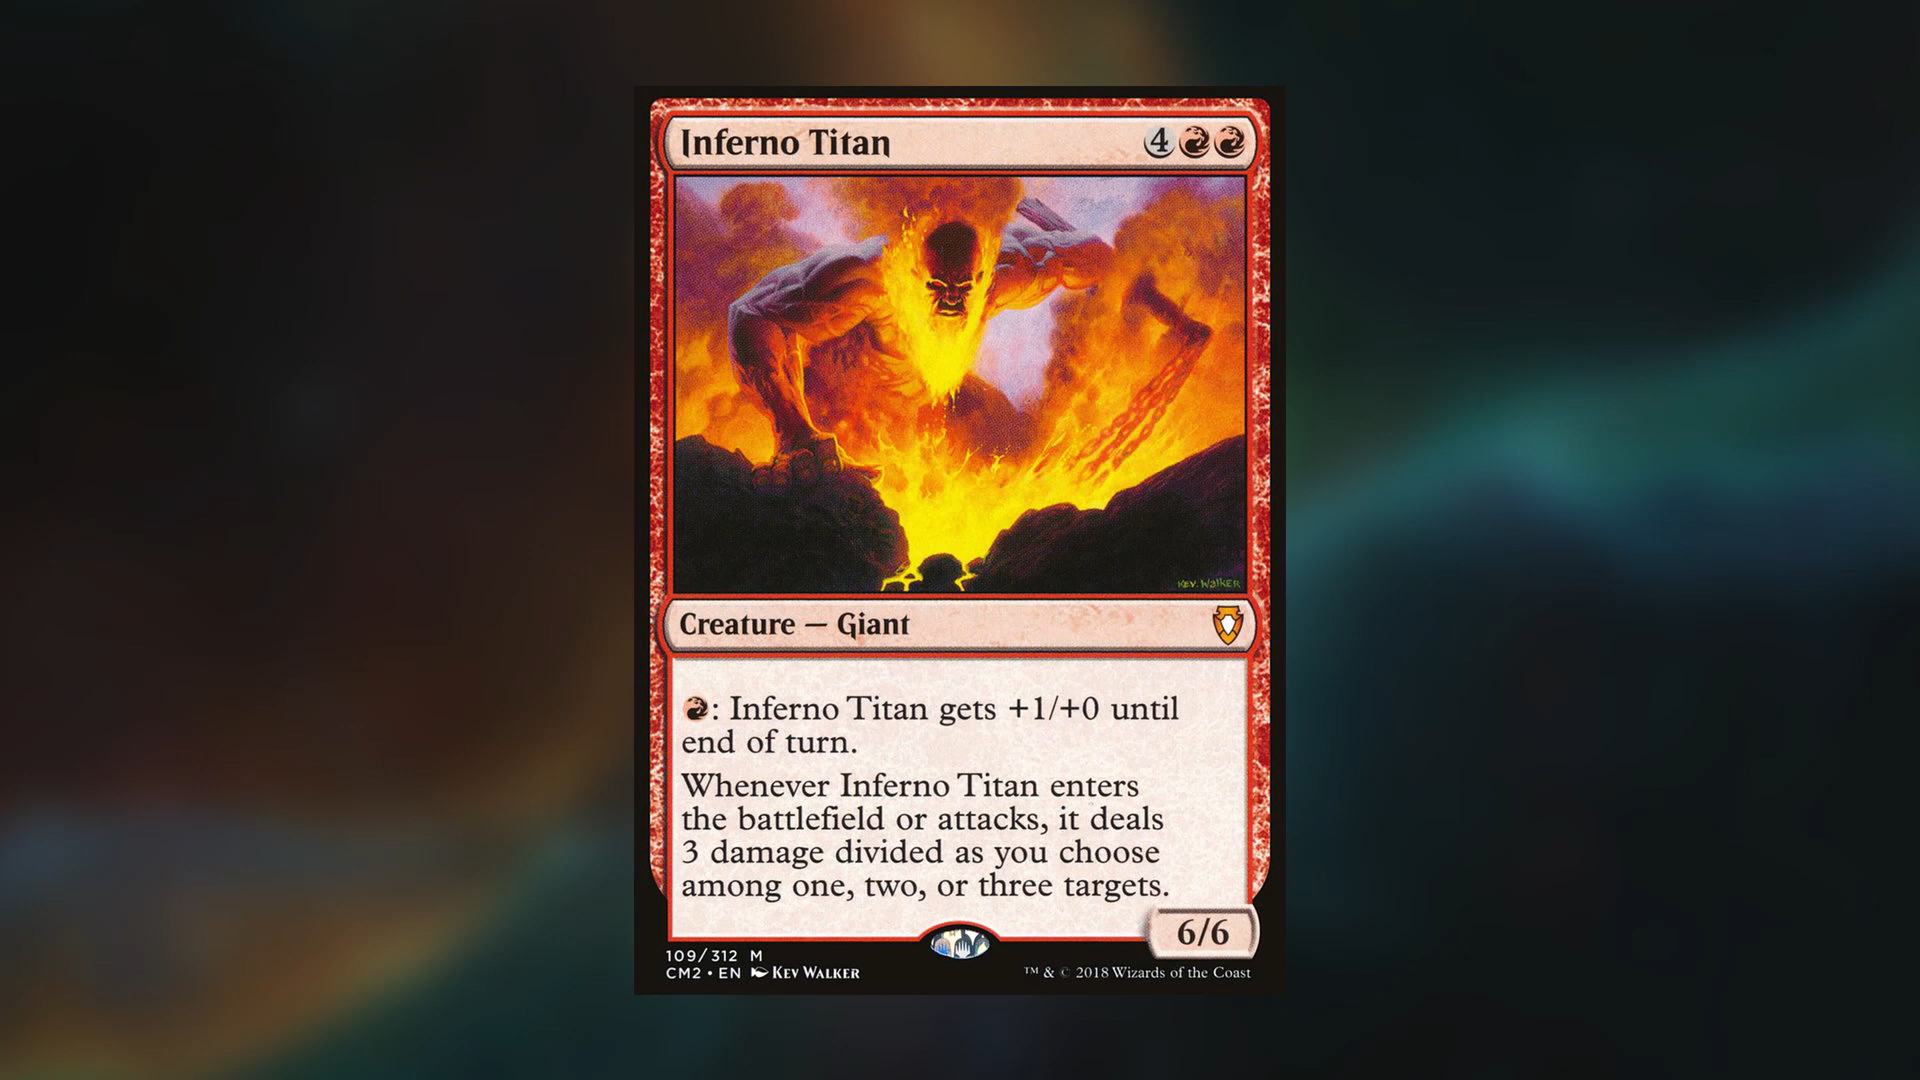 Inferno Titan 4
KEV. WALKER
Creature — Giant
: Inferno Titan gets +1/+0 until
end of turn.
Whenever Inferno Titan enters
the battlefield or attacks, it deals
3 damage divided as you choose
among one, two, or three targets.
6/6
109/312 M
CM2 • EN KEV WALKER
™ & © 2018 Wizards of the Coast